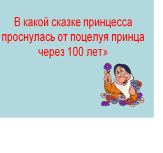 В какой сказке принцесса
проснулась от поцелуя принца
через 100 лет»